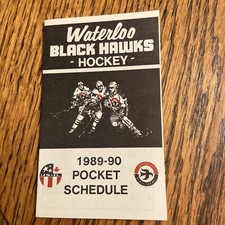 Waterloo
BLACK HAWKS
- HOCKEY -
1989-90
POCKET
SCHEDULE